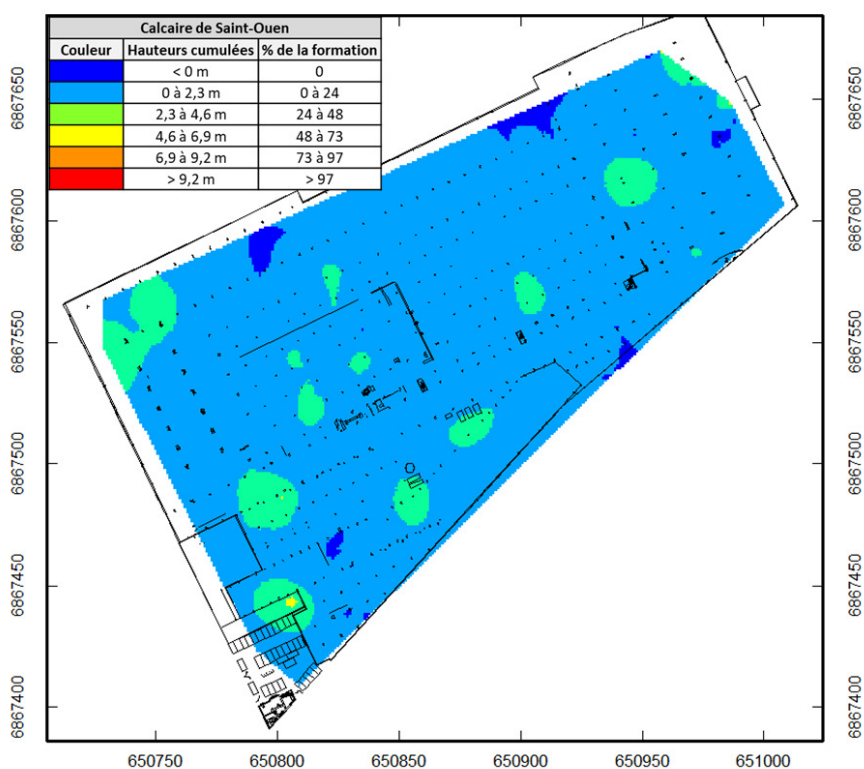 Calcaire de Saint-Ouen
Couleur Hauteurs cumulées % de la formation
< 0 m 0
0 à 2,3 m 0 à 24
2,3 à 4,6 m 24 à 48
4,6 à 6,9 m 48 à 73
6,9 à 9,2 m 73 à 97
> 9,2 m > 97
6867650 6867650
6867600 6867600
6867550 6867550
6867500 6867500
6867450 6867450
6867400 6867400
650750 650800 650850 650900 650950 651000